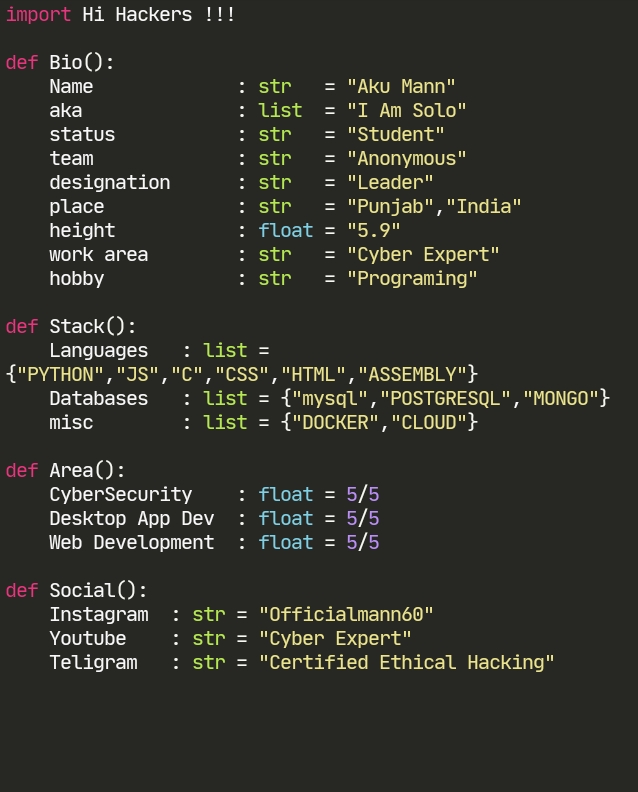 import Hi Hackers !!!
def Bio():
    Name             : str   = "Aku Mann"
    aka              : list  = "I Am Solo"
    status           : str   = "Student"
    team             : str   = "Anonymous"
    designation      : str   = "Leader"
    place            : str   = "Punjab","India"
    height           : float = "5.9"
    work area        : str   = "Cyber Expert"
    hobby            : str   = "Programing"
def Stack():
    Languages   : list =
{"PYTHON","JS","C","CSS","HTML","ASSEMBLY"}
    Databases   : list = {"mysql","POSTGRESQL","MONGO"}
    misc        : list = {"DOCKER","CLOUD"}
def Area():
    CyberSecurity    : float = 5/5
    Desktop App Dev  : float = 5/5
    Web Development  : float = 5/5
def Social():
    Instagram  : str = "Officialmann60"
    Youtube    : str = "Cyber Expert"
    Teligram   : str = "Certified Ethical Hacking"